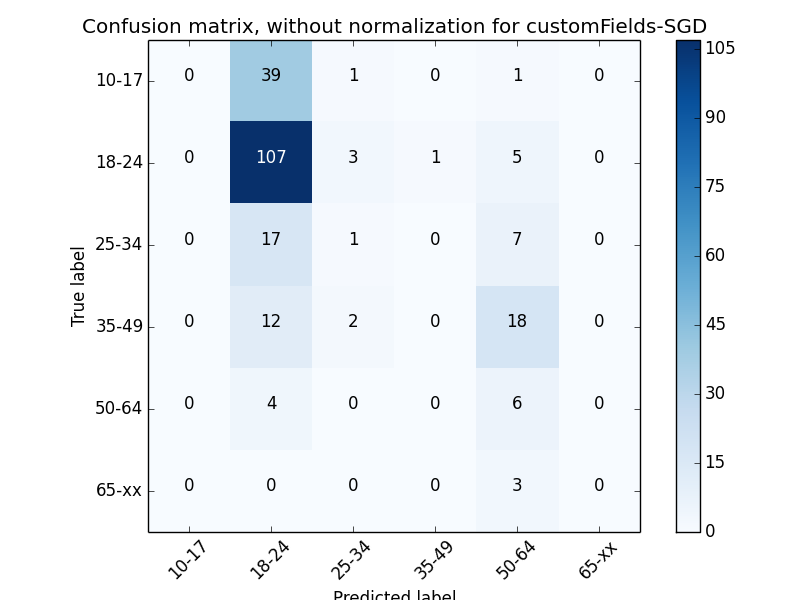 Confusion matrix, without normalization for customFields-SGD
10-17 0 39 1 0 1 0
18-24 0 107 3 1 5 0
25-34 0 17 1 0 7 0
35-49 0 12 2 0 18 0
50-64 0 4 0 0 6 0
65-xx 0 0 0 0 3 0
True label
10-17 18-24 25-34 35-49 50-64 65-xx
Predicted label
105
90
75
60
45
30
15
0